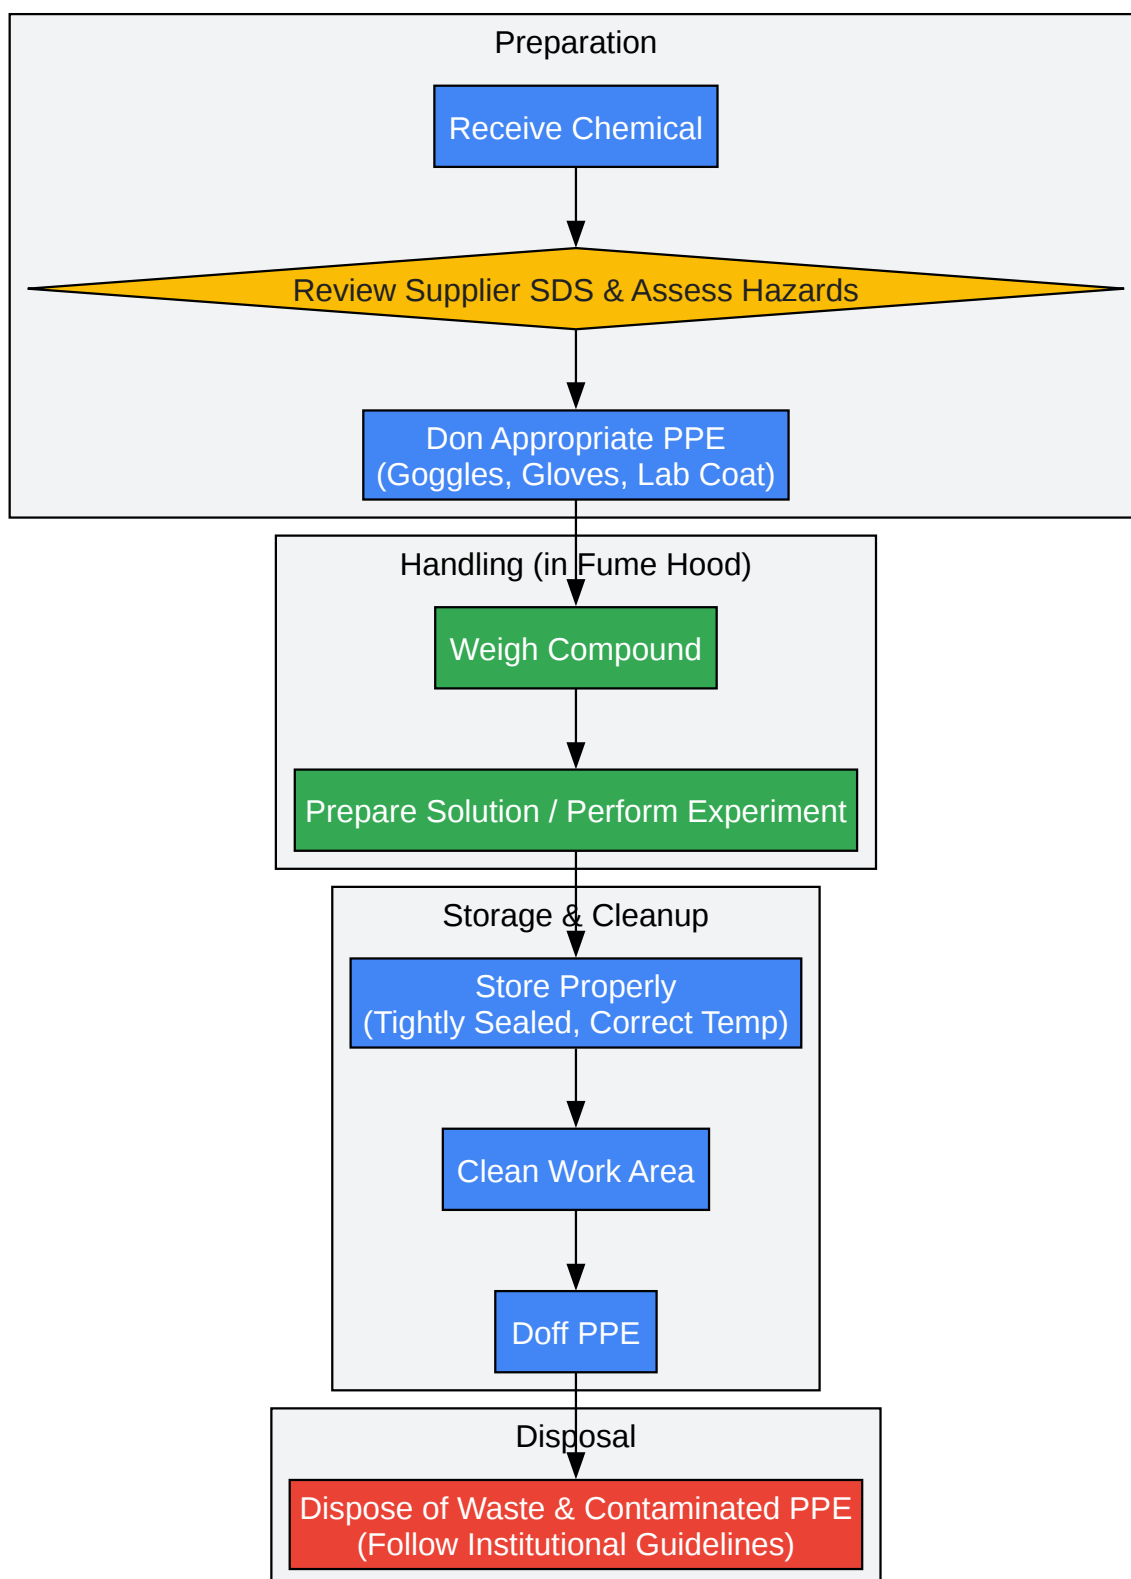 Preparation
Receive Chemical
Review Supplier SDS & Assess Hazards
Don Appropriate PPE
(Goggles, Gloves, Lab Coat)
Handling (in Fume Hood)
Weigh Compound
Prepare Solution / Perform Experiment
Storage & Cleanup
Store Properly
(Tightly Sealed, Correct Temp)
Clean Work Area
Doff PPE
Disposal
Dispose of Waste & Contaminated PPE
(Follow Institutional Guidelines)